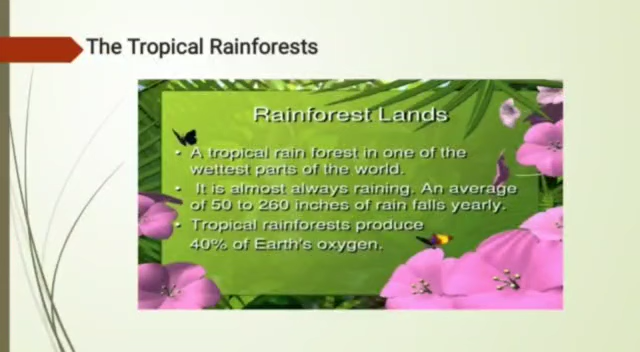 The Tropical Rainforests
Rainforest Lands
• A tropical rain forest in one of the
wettest parts of the world.
• It is almost always raining. An average
of 50 to 260 inches of rain falls yearly.
• Tropical rainforests produce
40% of Earth's oxygen.